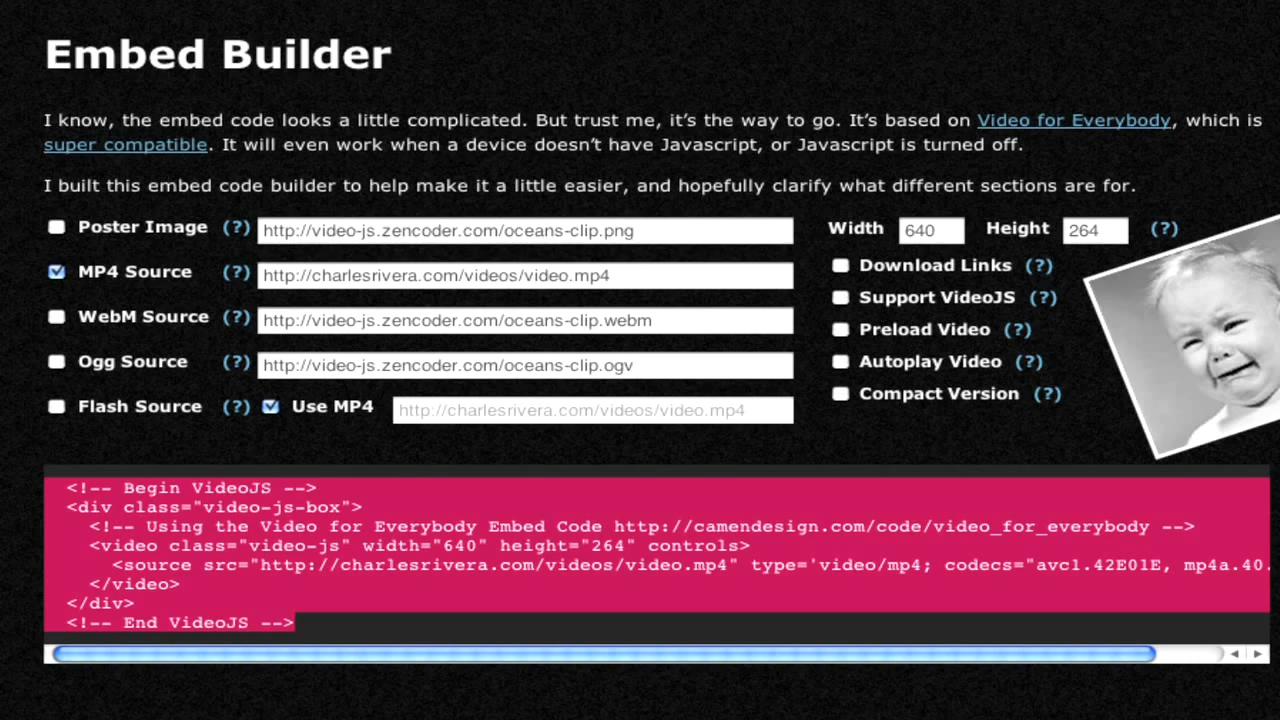 Embed Builder
I know, the embed code looks a little complicated. But trust me, it’s the way to go. It’s based on Video for Everybody, which is
super compatible. It will even work when a device doesn’t have Javascript, or Javascript is turned off.
I built this embed code builder to help make it a little easier, and hopefully clarify what different sections are for.
Poster Image (?) http://video-js.zencoder.com/oceans-clip.png
MP4 Source (?) http://charlesrivera.com/videos/video.mp4
WebM Source (?) http://video-js.zencoder.com/oceans-clip.webm
Ogg Source (?) http://video-js.zencoder.com/oceans-clip.ogv
Flash Source (?) Use MP4 http://charlesrivera.com/videos/video.mp4
Width 640 Height 264 (?)
Download Links (?)
Support VideoJS (?)
Preload Video (?)
Autoplay Video (?)
Compact Version (?)
<!-- Begin VideoJS -->
<div class="video-js-box">
<!-- Using the Video for Everybody Embed Code http://camendesign.com/code/video_for_everybody -->
<video class="video-js" width="640" height="264" controls>
<source src="http://charlesrivera.com/videos/video.mp4" type='video/mp4; codecs="avc1.42E01E, mp4a.40.
</video>
</div>
<!-- End VideoJS -->